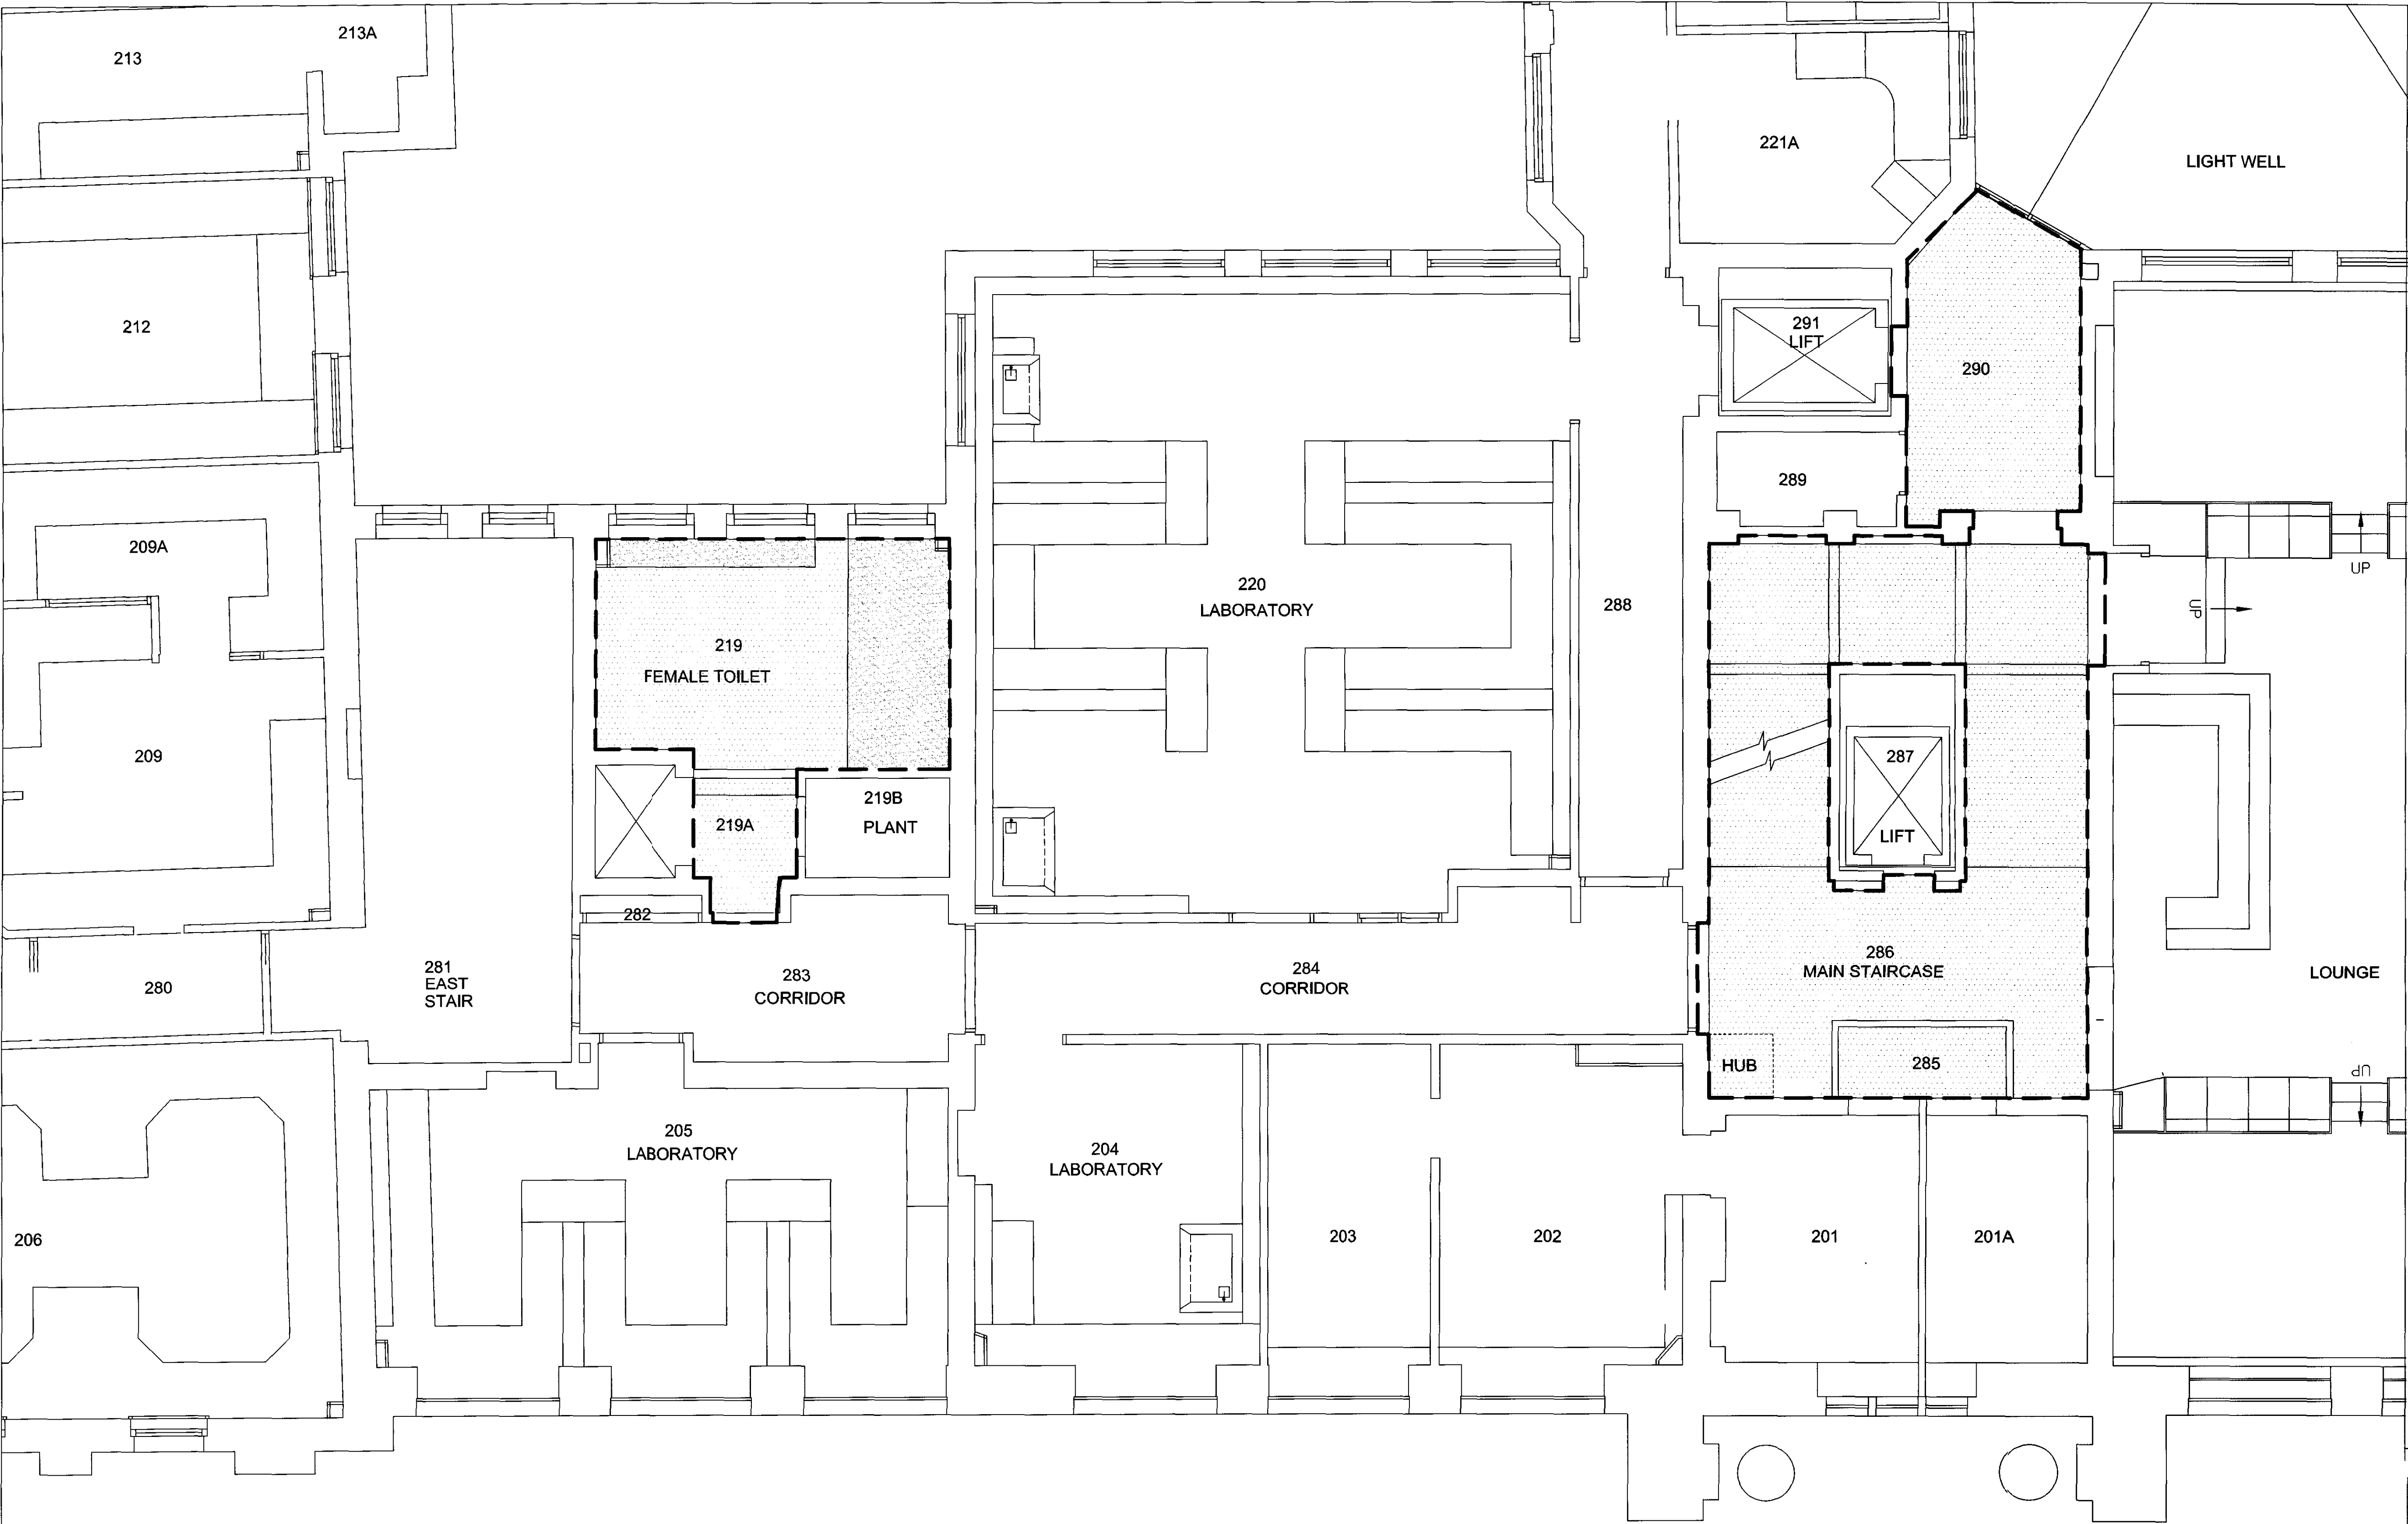 213A
213
221A
LIGHT WELL
212
291
LIFT
290
289
209A
UP
220
LABORATORY
288
UP
219
FEMALE TOILET
209
287
LIFT
219B
PLANT
219A
282
286
MAIN STAIRCASE
281
EAST
STAIR
283
CORRIDOR
284
CORRIDOR
LOUNGE
280
HUB
285
UP
205
LABORATORY
204
LABORATORY
206
203
202
201
201A